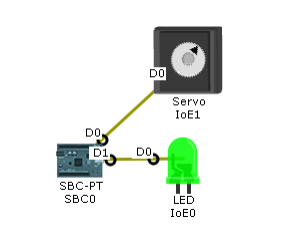 D0
Servo
IoE1
D0
D1
D0
SBC-PT
SBC0
LED
IoE0